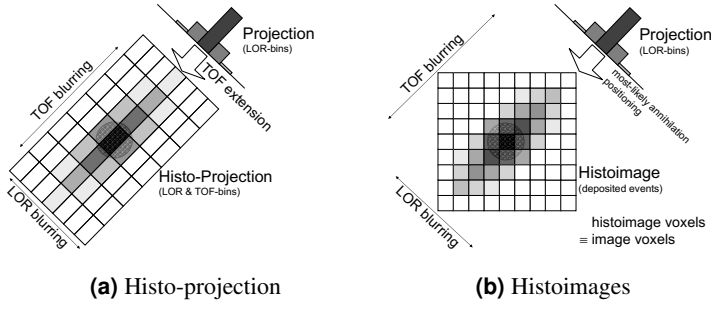 Projection
(LOR-bins)
TOF blurring
TOF extension
Histo-Projection
(LOR & TOF-bins)
LOR blurring
(a) Histo-projection
Projection
(LOR-bins)
TOF blurring
most-likely annihilation
positioning
Histoimage
(deposited events)
LOR blurring
histoimage voxels
≡ image voxels
(b) Histoimages